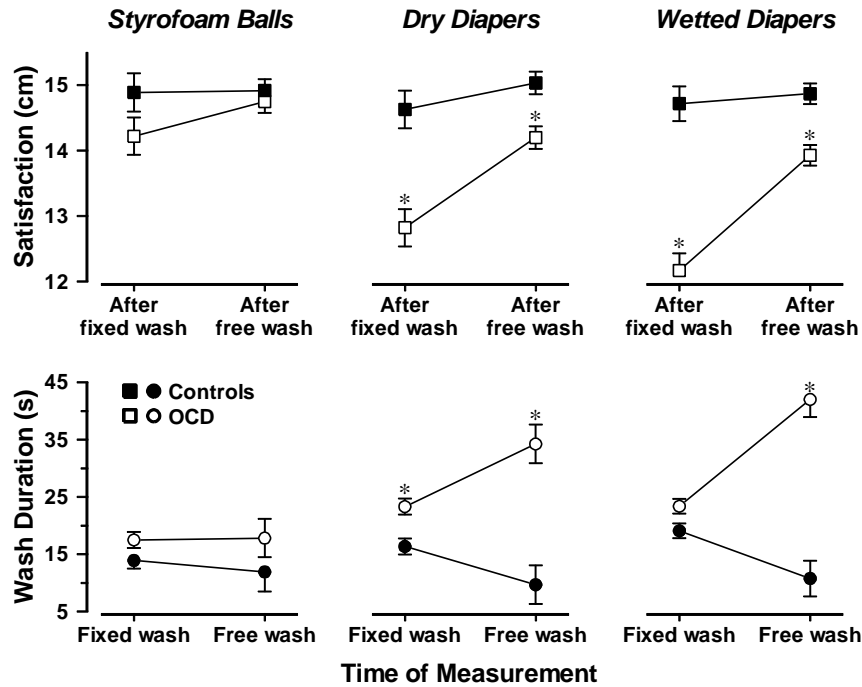 Styrofoam Balls Dry Diapers Wetted Diapers
Satisfaction (cm)
15
14
13
12
* * * *
After fixed wash After free wash After fixed wash After free wash After fixed wash After free wash
Wash Duration (s)
45
35
25
15
5
Controls
OCD
* * *
Fixed wash Free wash Fixed wash Free wash Fixed wash Free wash
Time of Measurement